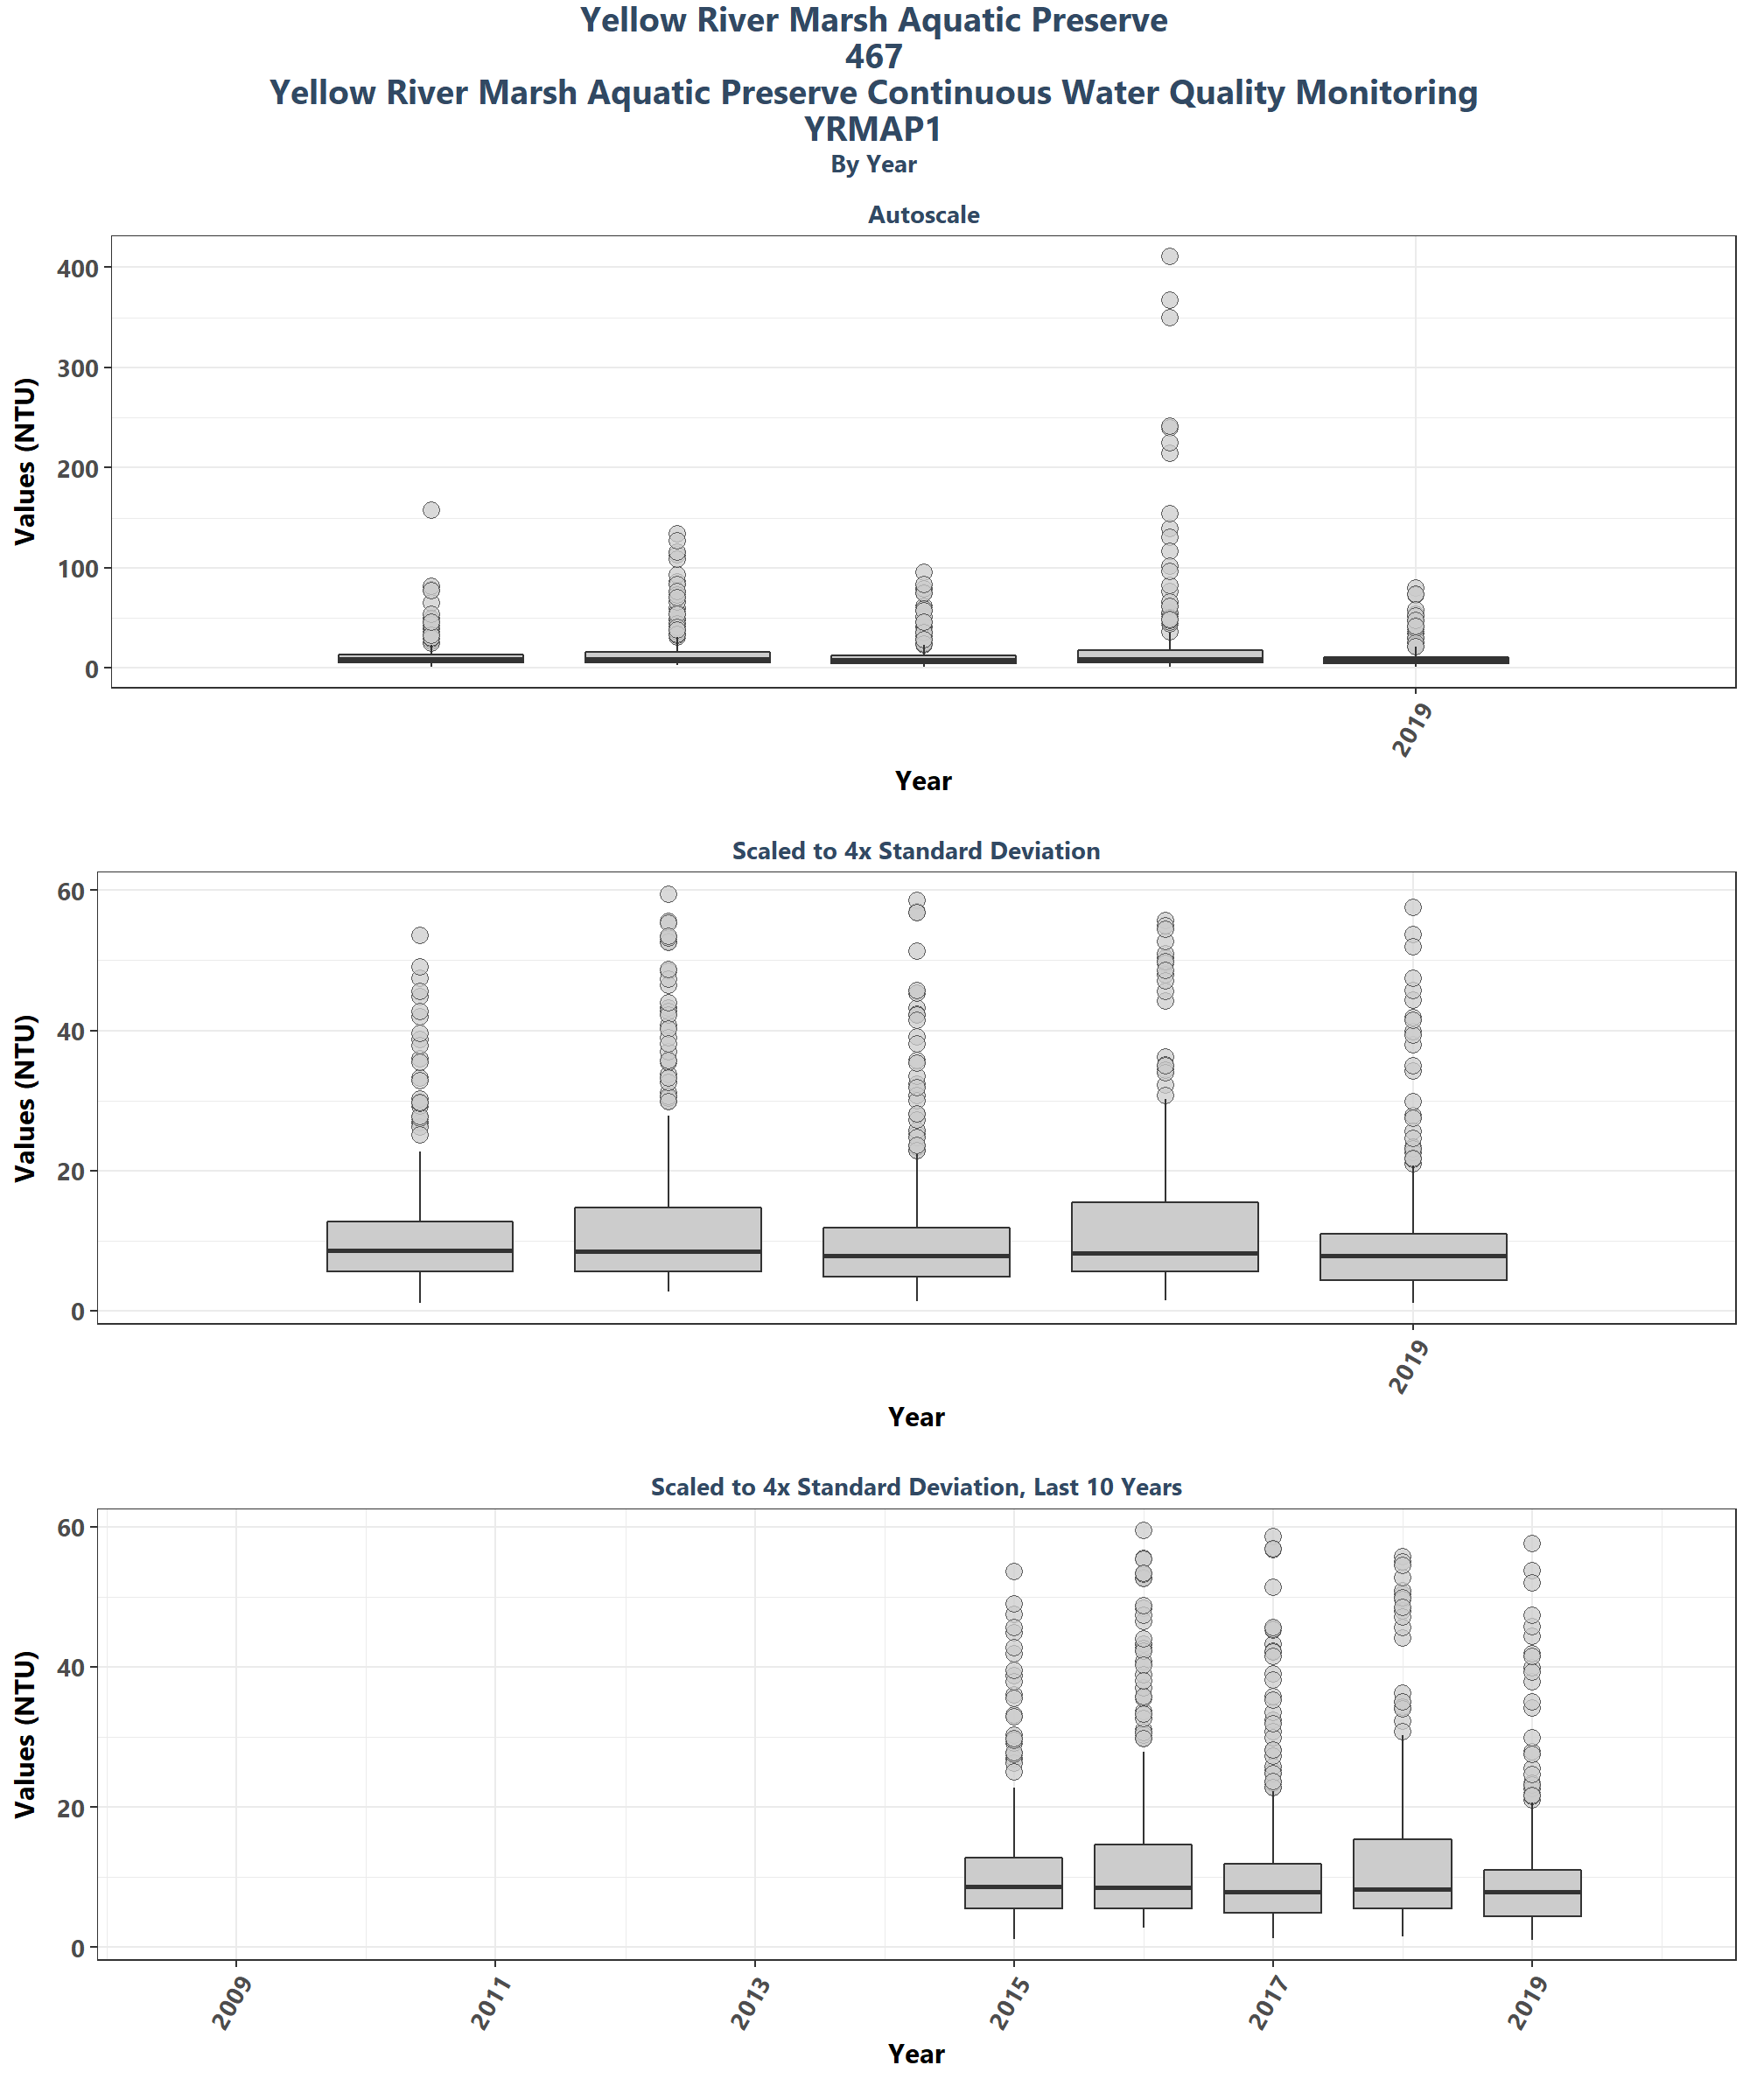 Yellow River Marsh Aquatic Preserve
467
Yellow River Marsh Aquatic Preserve Continuous Water Quality Monitoring
YRMAP1
By Year
Autoscale
Values (NTU)
400
300
200
100
0
2019
Year
Scaled to 4x Standard Deviation
Values (NTU)
60
40
20
0
2019
Year
Scaled to 4x Standard Deviation, Last 10 Years
Values (NTU)
60
40
20
0
2009 2011 2013 2015 2017 2019
Year